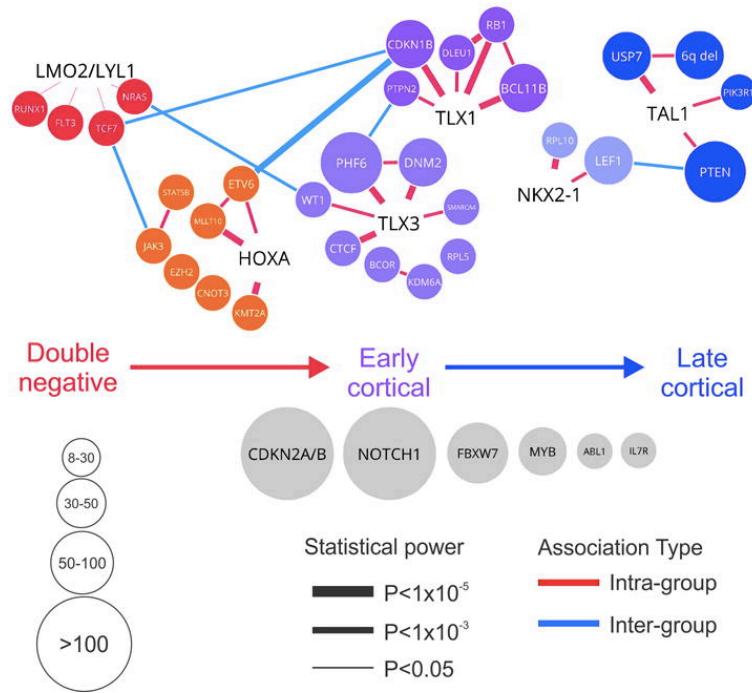 LMO2/LYL1
RUNX1
FLT3
TCF7
NRAS
CDKN1B
DLEU1
RB1
PTPN2
BCL11B
TLX1
USP7
6q del
PIK3R1
TAL1
PTEN
RPL10
LEF1
NKX2-1
PHF6
DNM2
WT1
SMARCA4
TLX3
CTCF
BCOR
KDM6A
RPL5
STAT5B
ETV6
MLLT10
JAK3
HOXA
EZH2
CNOT3
KMT2A
Double
negative
Early
cortical
Late
cortical
8-30
30-50
50-100
>100
CDKN2A/B
NOTCH1
FBXW7
MYB
ABL1
IL7R
Statistical power
P<1x10⁻⁵
P<1x10⁻³
P<0.05
Association Type
Intra-group
Inter-group